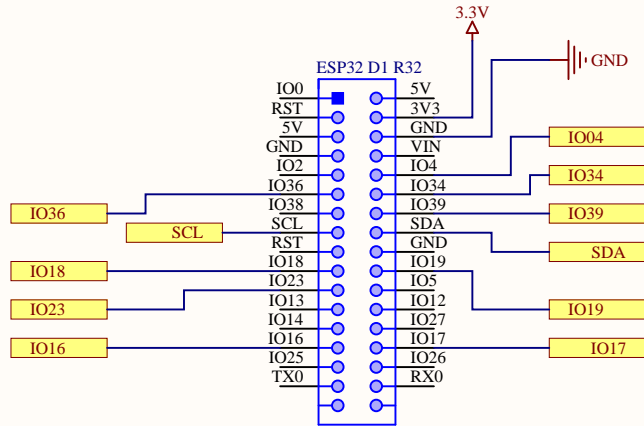 3.3V
GND
ESP32 D1 R32
IO0 5V
RST 3V3
5V GND
GND VIN
IO04
IO2 IO4
IO34
IO36 IO34
IO36
IO38 IO39
IO39
SCL
SCL SDA
SDA
RST GND
IO18
IO18 IO19
IO23 IO5
IO23
IO13 IO12
IO19
IO14 IO27
IO16
IO16 IO17
IO17
IO25 IO26
TX0 RX0